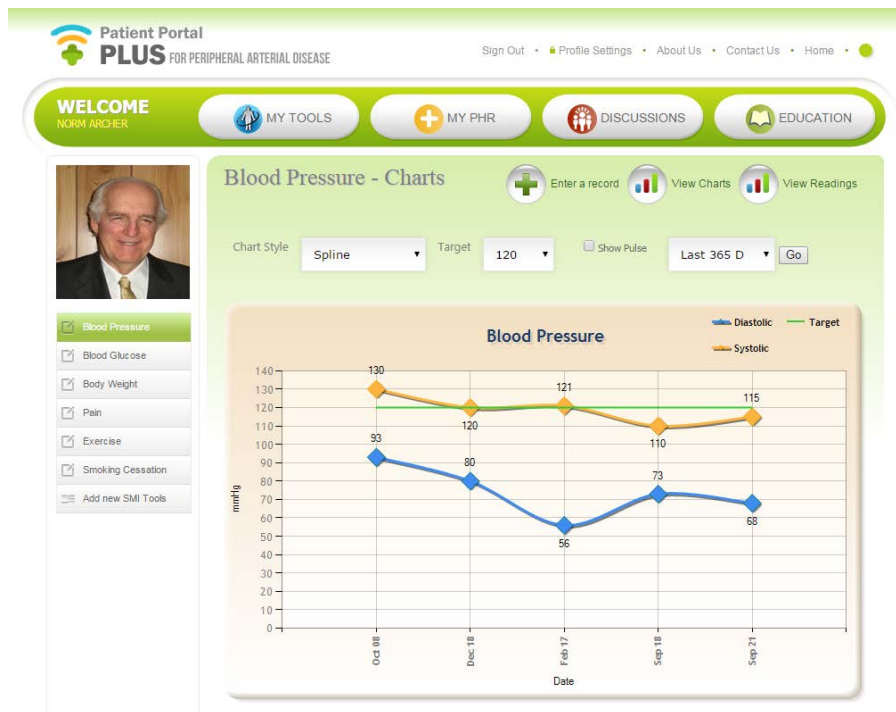 Patient Portal
PLUS FOR PERIPHERAL ARTERIAL DISEASE
Sign Out • Profile Settings • About Us • Contact Us • Home •
WELCOME
NORM ARCHER
MY TOOLS
MY PHR
DISCUSSIONS
EDUCATION
Blood Pressure - Charts
Enter a record
View Charts
View Readings
Chart Style
Spline
Target
120
Show Pulse
Last 365 D
Go
Blood Pressure
Blood Glucose
Body Weight
Pain
Exercise
Smoking Cessation
Add new SMI Tools
Blood Pressure
Diastolic
Target
Systolic
mmHg
140
130
120
110
100
90
80
70
60
50
40
30
20
10
0
130
120
121
110
115
93
80
56
73
68
Oct 08
Dec 18
Feb 17
Sep 18
Sep 21
Date